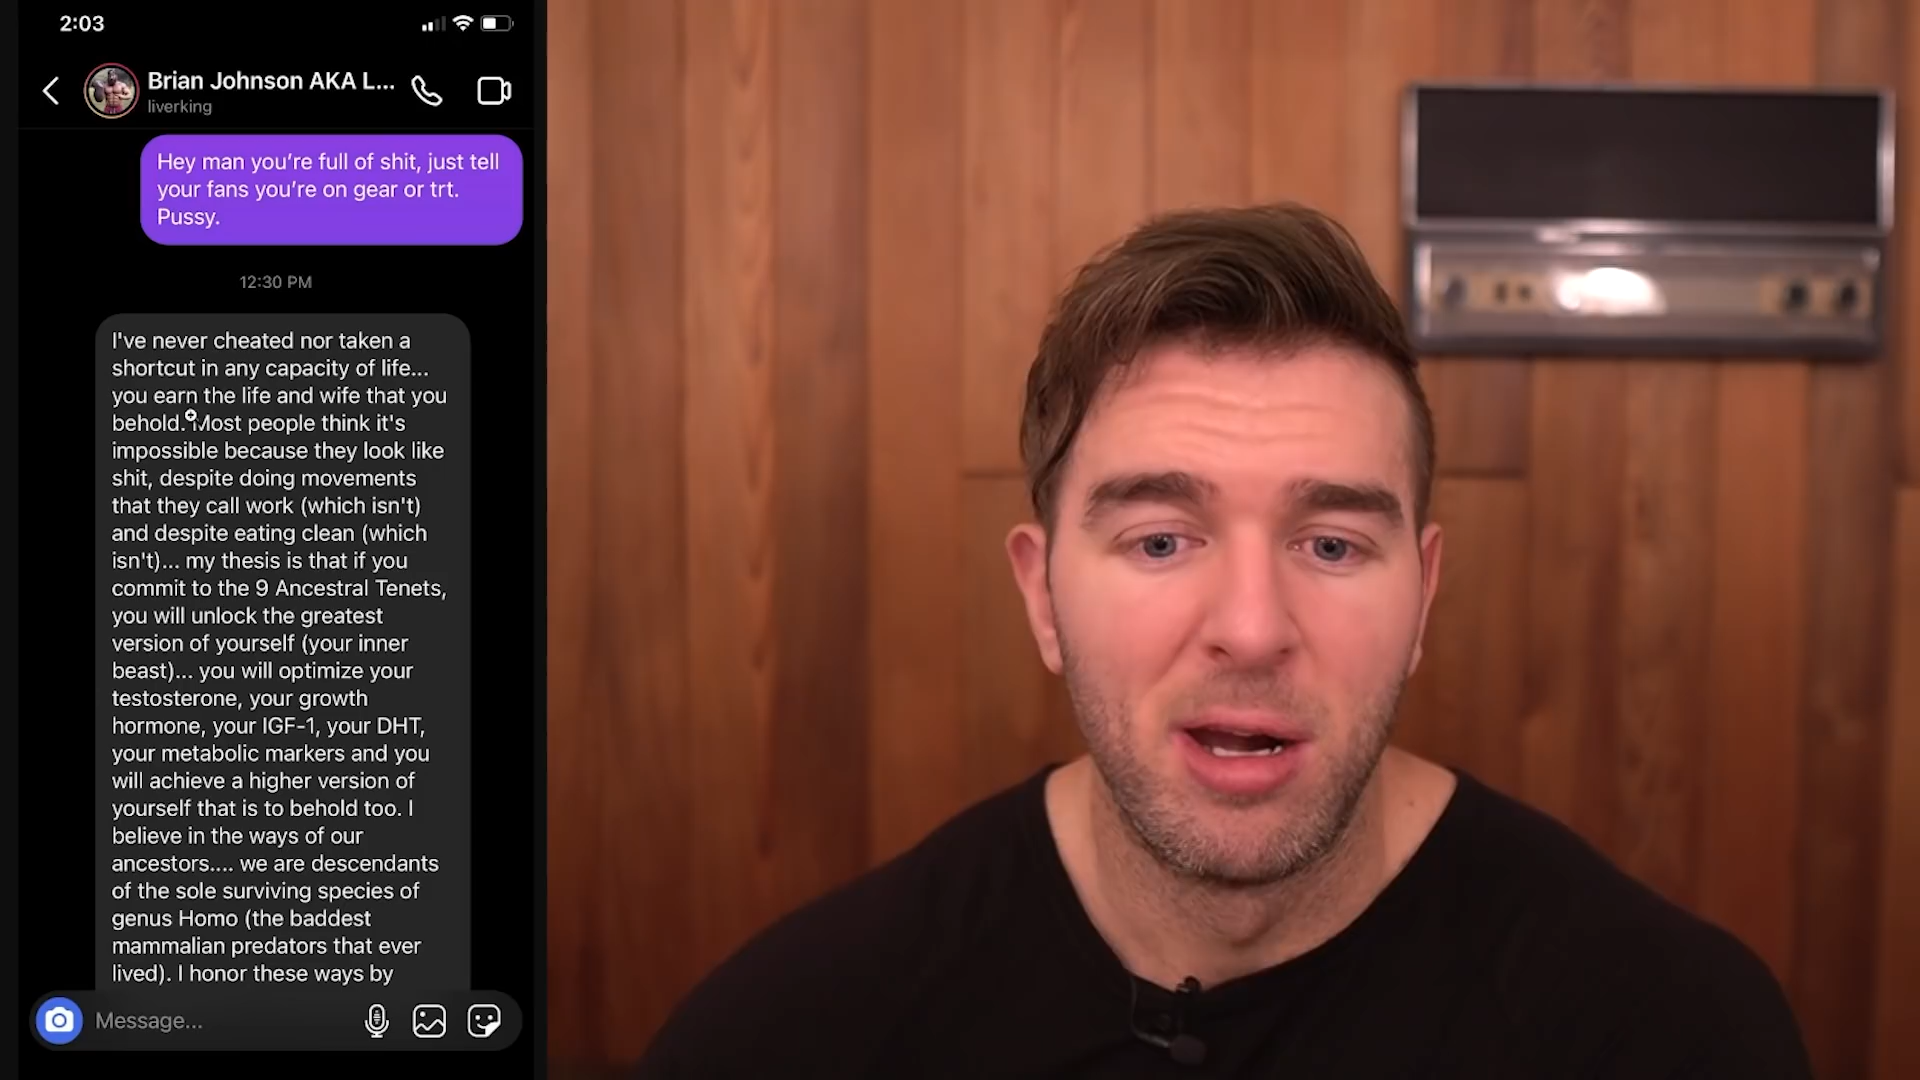 2:03
Brian Johnson AKA L...
liverking
Hey man you're full of shit, just tell
your fans you're on gear or trt.
Pussy.
12:30 PM
I've never cheated nor taken a
shortcut in any capacity of life...
you earn the life and wife that you
behold. Most people think it's
impossible because they look like
shit, despite doing movements
that they call work (which isn't)
and despite eating clean (which
isn't)... my thesis is that if you
commit to the 9 Ancestral Tenets,
you will unlock the greatest
version of yourself (your inner
beast)... you will optimize your
testosterone, your growth
hormone, your IGF-1, your DHT,
your metabolic markers and you
will achieve a higher version of
yourself that is to behold too. I
believe in the ways of our
ancestors.... we are descendants
of the sole surviving species of
genus Homo (the baddest
mammalian predators that ever
lived). I honor these ways by
Message...